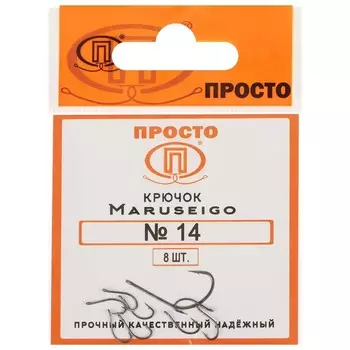 П
ПРОСТО
ПРОСТО
П
КРЮЧОК
MARUSEIGO
№ 14
8 ШТ.
ПРОЧНЫЙ КАЧЕСТВЕННЫЙ НАДЁЖНЫЙ